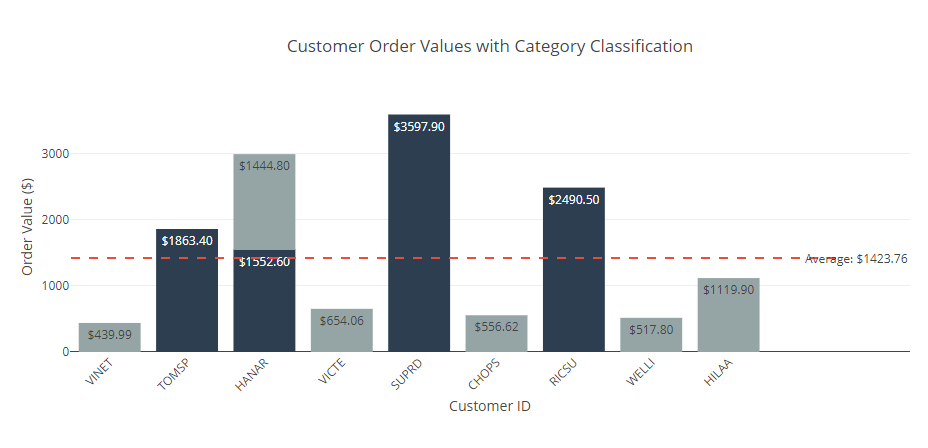 Customer Order Values with Category Classification
Order Value ($)
3000
2000
1000
0
$439.99
$1863.40
$1444.80
$1552.60
$654.06
$3597.90
$556.62
$2490.50
$517.80
$1119.90
Average: $1423.76
VINET
TOMSP
HANAR
VICTE
SUPRD
CHOPS
RICSU
WELLI
HILAA
Customer ID